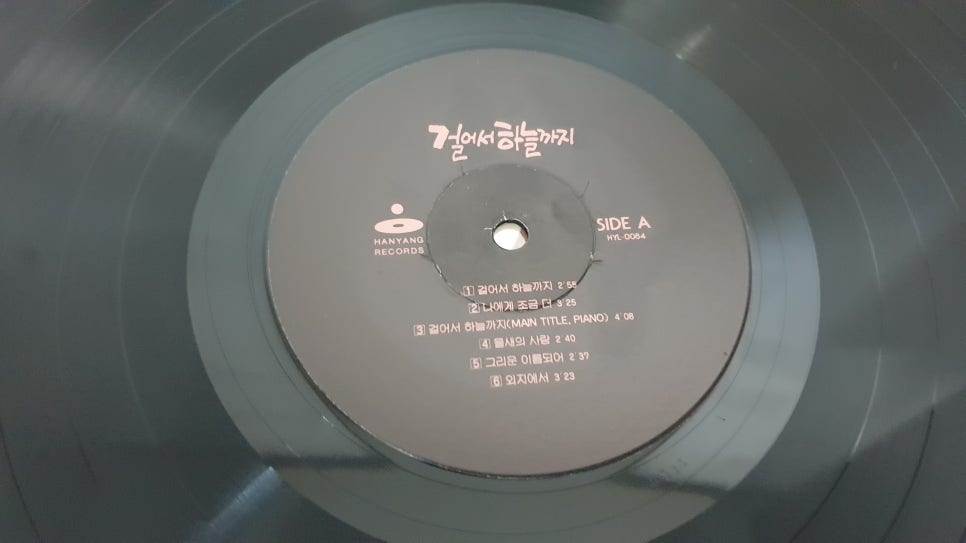 걸어서 하늘까지
HANYANG
RECORDS
SIDE A
HYL-0064
1 걸어서 하늘까지 2'55
2 나에게 조금 더 3'25
3 걸어서 하늘까지(MAIN TITLE, PIANO) 4'08
4 물새의 사랑 2'40
5 그리운 이름되어 2'37
6 외지에서 3'23